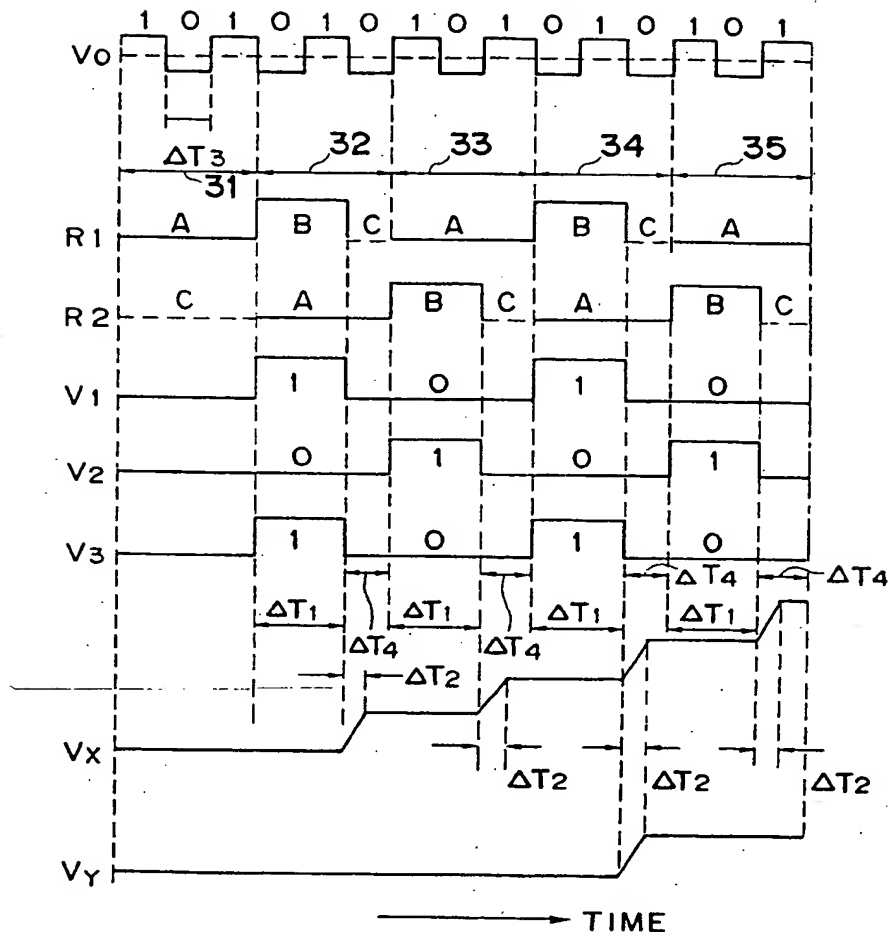 1 0 1 0 1 0 1 0 1 0 1 0 1 0 1
V0
ΔT3
31 32 33 34 35
R1 A B C A B C A
R2 C A B C A B C
V1 1 0 1 0
V2 0 1 0 1
V3 1 0 1 0
ΔT4 ΔT4
ΔT1 ΔT1 ΔT1 ΔT1
ΔT4 ΔT4
ΔT2
VX
ΔT2 ΔT2 ΔT2
VY
TIME